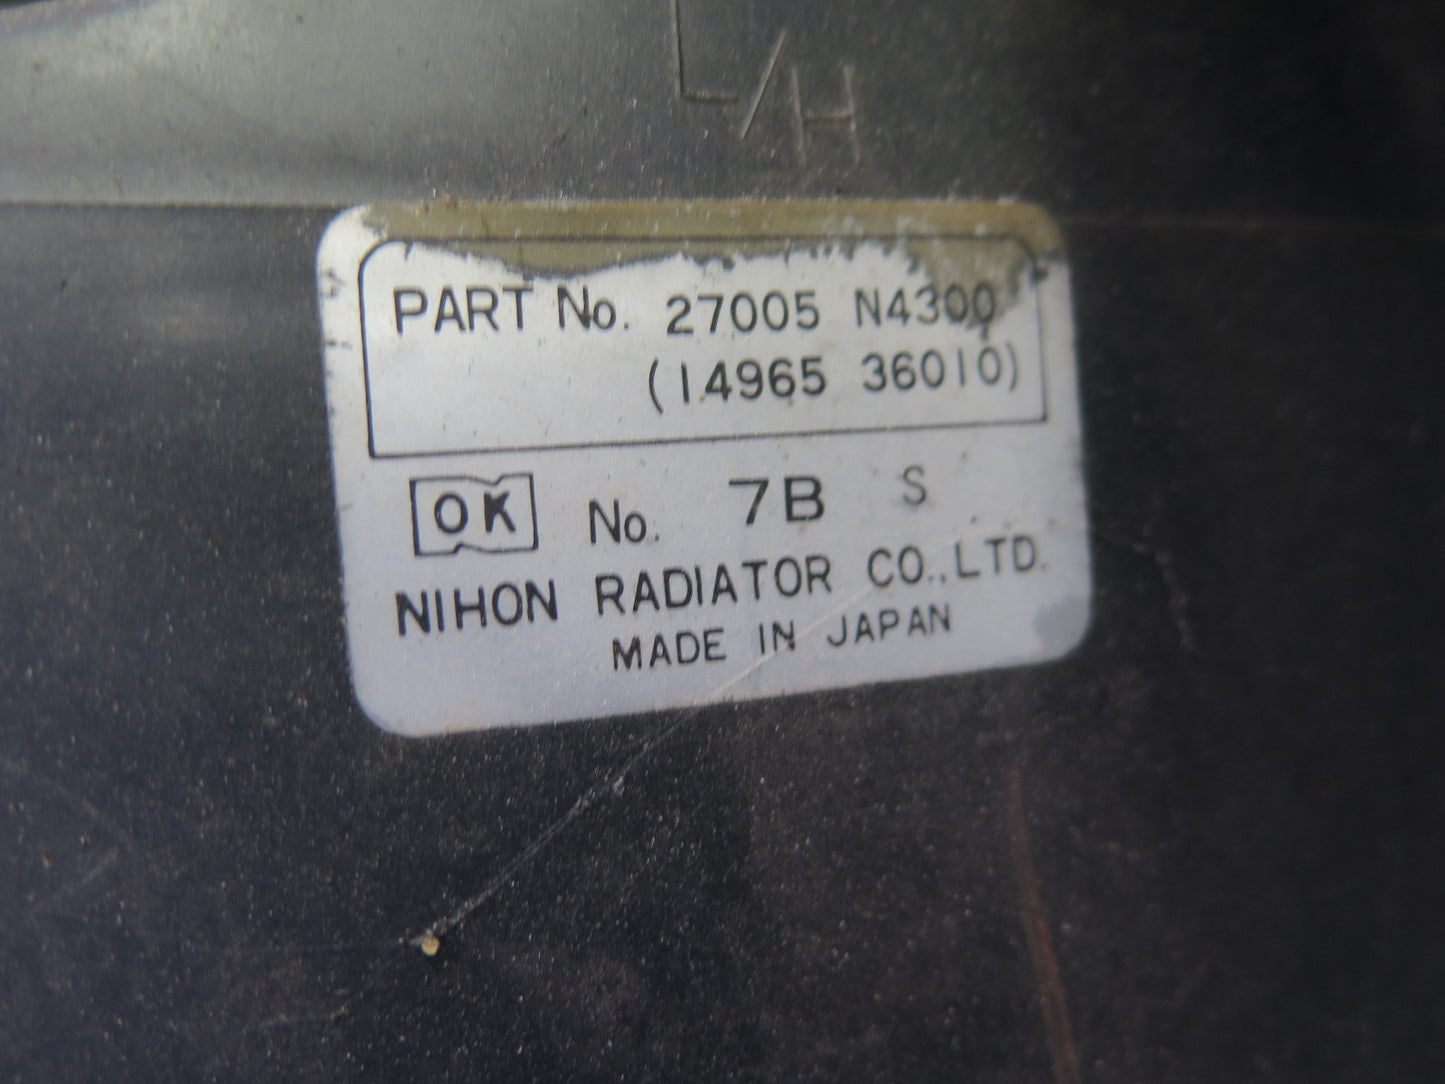 L/H
PART No. 27005 N4300
(14965 36010)
OK No. 7B S
NIHON RADIATOR CO.,LTD.
MADE IN JAPAN